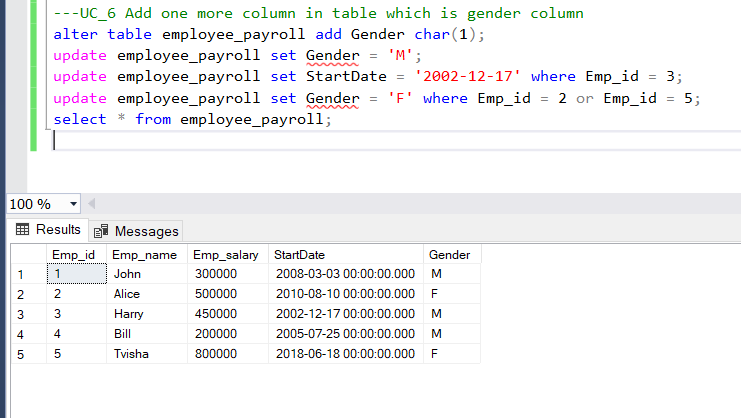 ---UC_6 Add one more column in table which is gender column
alter table employee_payroll add Gender char(1);
update employee_payroll set Gender = 'M';
update employee_payroll set StartDate = '2002-12-17' where Emp_id = 3;
update employee_payroll set Gender = 'F' where Emp_id = 2 or Emp_id = 5;
select * from employee_payroll;
100 %
Results Messages
Emp_id Emp_name Emp_salary StartDate Gender
1 1 John 300000 2008-03-03 00:00:00.000 M
2 2 Alice 500000 2010-08-10 00:00:00.000 F
3 3 Harry 450000 2002-12-17 00:00:00.000 M
4 4 Bill 200000 2005-07-25 00:00:00.000 M
5 5 Tvisha 800000 2018-06-18 00:00:00.000 F